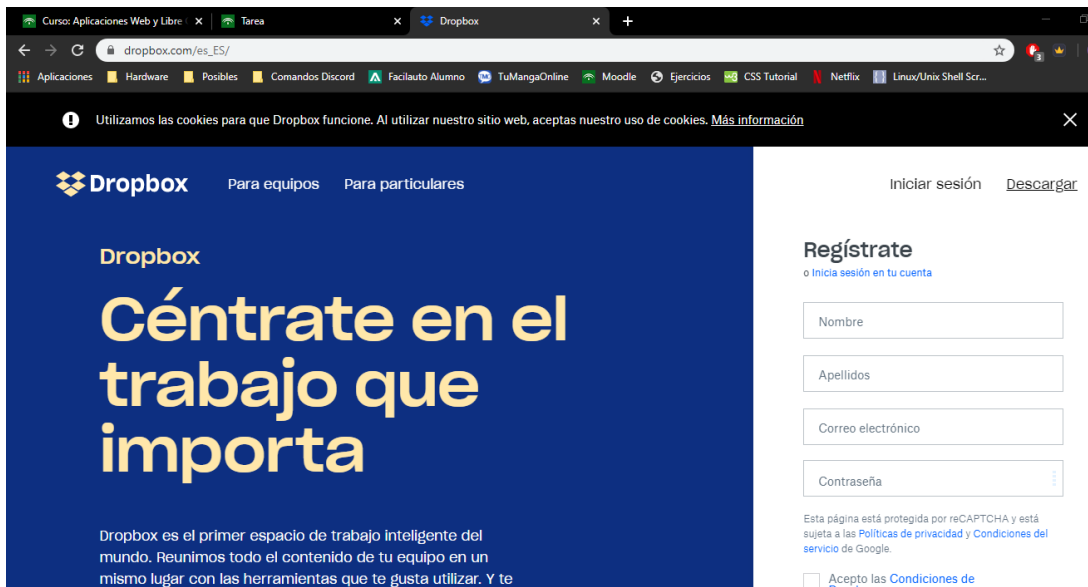 Curso: Aplicaciones Web y Libre
Tarea
Dropbox
dropbox.com/es_ES/
3
Aplicaciones
Hardware
Posibles
Comandos Discord
Facilauto Alumno
TuMangaOnline
Moodle
Ejercicios
CSS Tutorial
Netflix
Linux/Unix Shell Scr...
Utilizamos las cookies para que Dropbox funcione. Al utilizar nuestro sitio web, aceptas nuestro uso de cookies. Más información
Dropbox
Para equipos
Para particulares
Iniciar sesión
Descargar
Dropbox
Céntrate en el
trabajo que
importa
Dropbox es el primer espacio de trabajo inteligente del
mundo. Reunimos todo el contenido de tu equipo en un
mismo lugar con las herramientas que te gusta utilizar. Y te
Regístrate
o Inicia sesión en tu cuenta
Nombre
Apellidos
Correo electrónico
Contraseña
Esta página está protegida por reCAPTCHA y está
sujeta a las Políticas de privacidad y Condiciones del
servicio de Google.
Acepto las Condiciones de